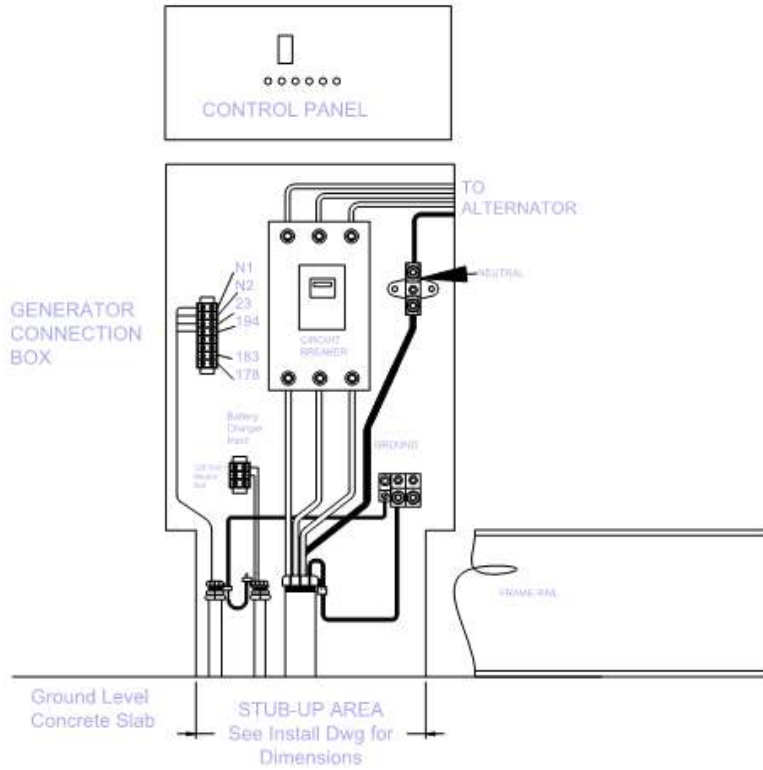 CONTROL PANEL
TO
ALTERNATOR
NEUTRAL
N1
N2
23
194
183
178
GENERATOR
CONNECTION
BOX
CIRCUIT
BREAKER
Battery
Charger
Input
GROUND
FRAME RAIL
Ground Level
Concrete Slab
STUB-UP AREA
See Install Dwg for
Dimensions